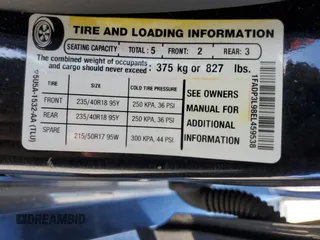 TIRE AND LOADING INFORMATION
SEATING CAPACITY TOTAL : 5 FRONT: 2 REAR: 3
The combined weight of occupants and cargo should never exceed : 375 kg or 827 lbs.
TIRE SIZE COLD TIRE PRESSURE
FRONT 235/40R18 95Y 250 KPA, 36 PSI
REAR 235/40R18 95Y 250 KPA, 36 PSI
SPARE 215/50R17 95W 300 KPA, 44 PSI
SEE OWNERS
MANUAL FOR
ADDITIONAL
INFORMATION
1FADP3L98EL459538
DREAMBID